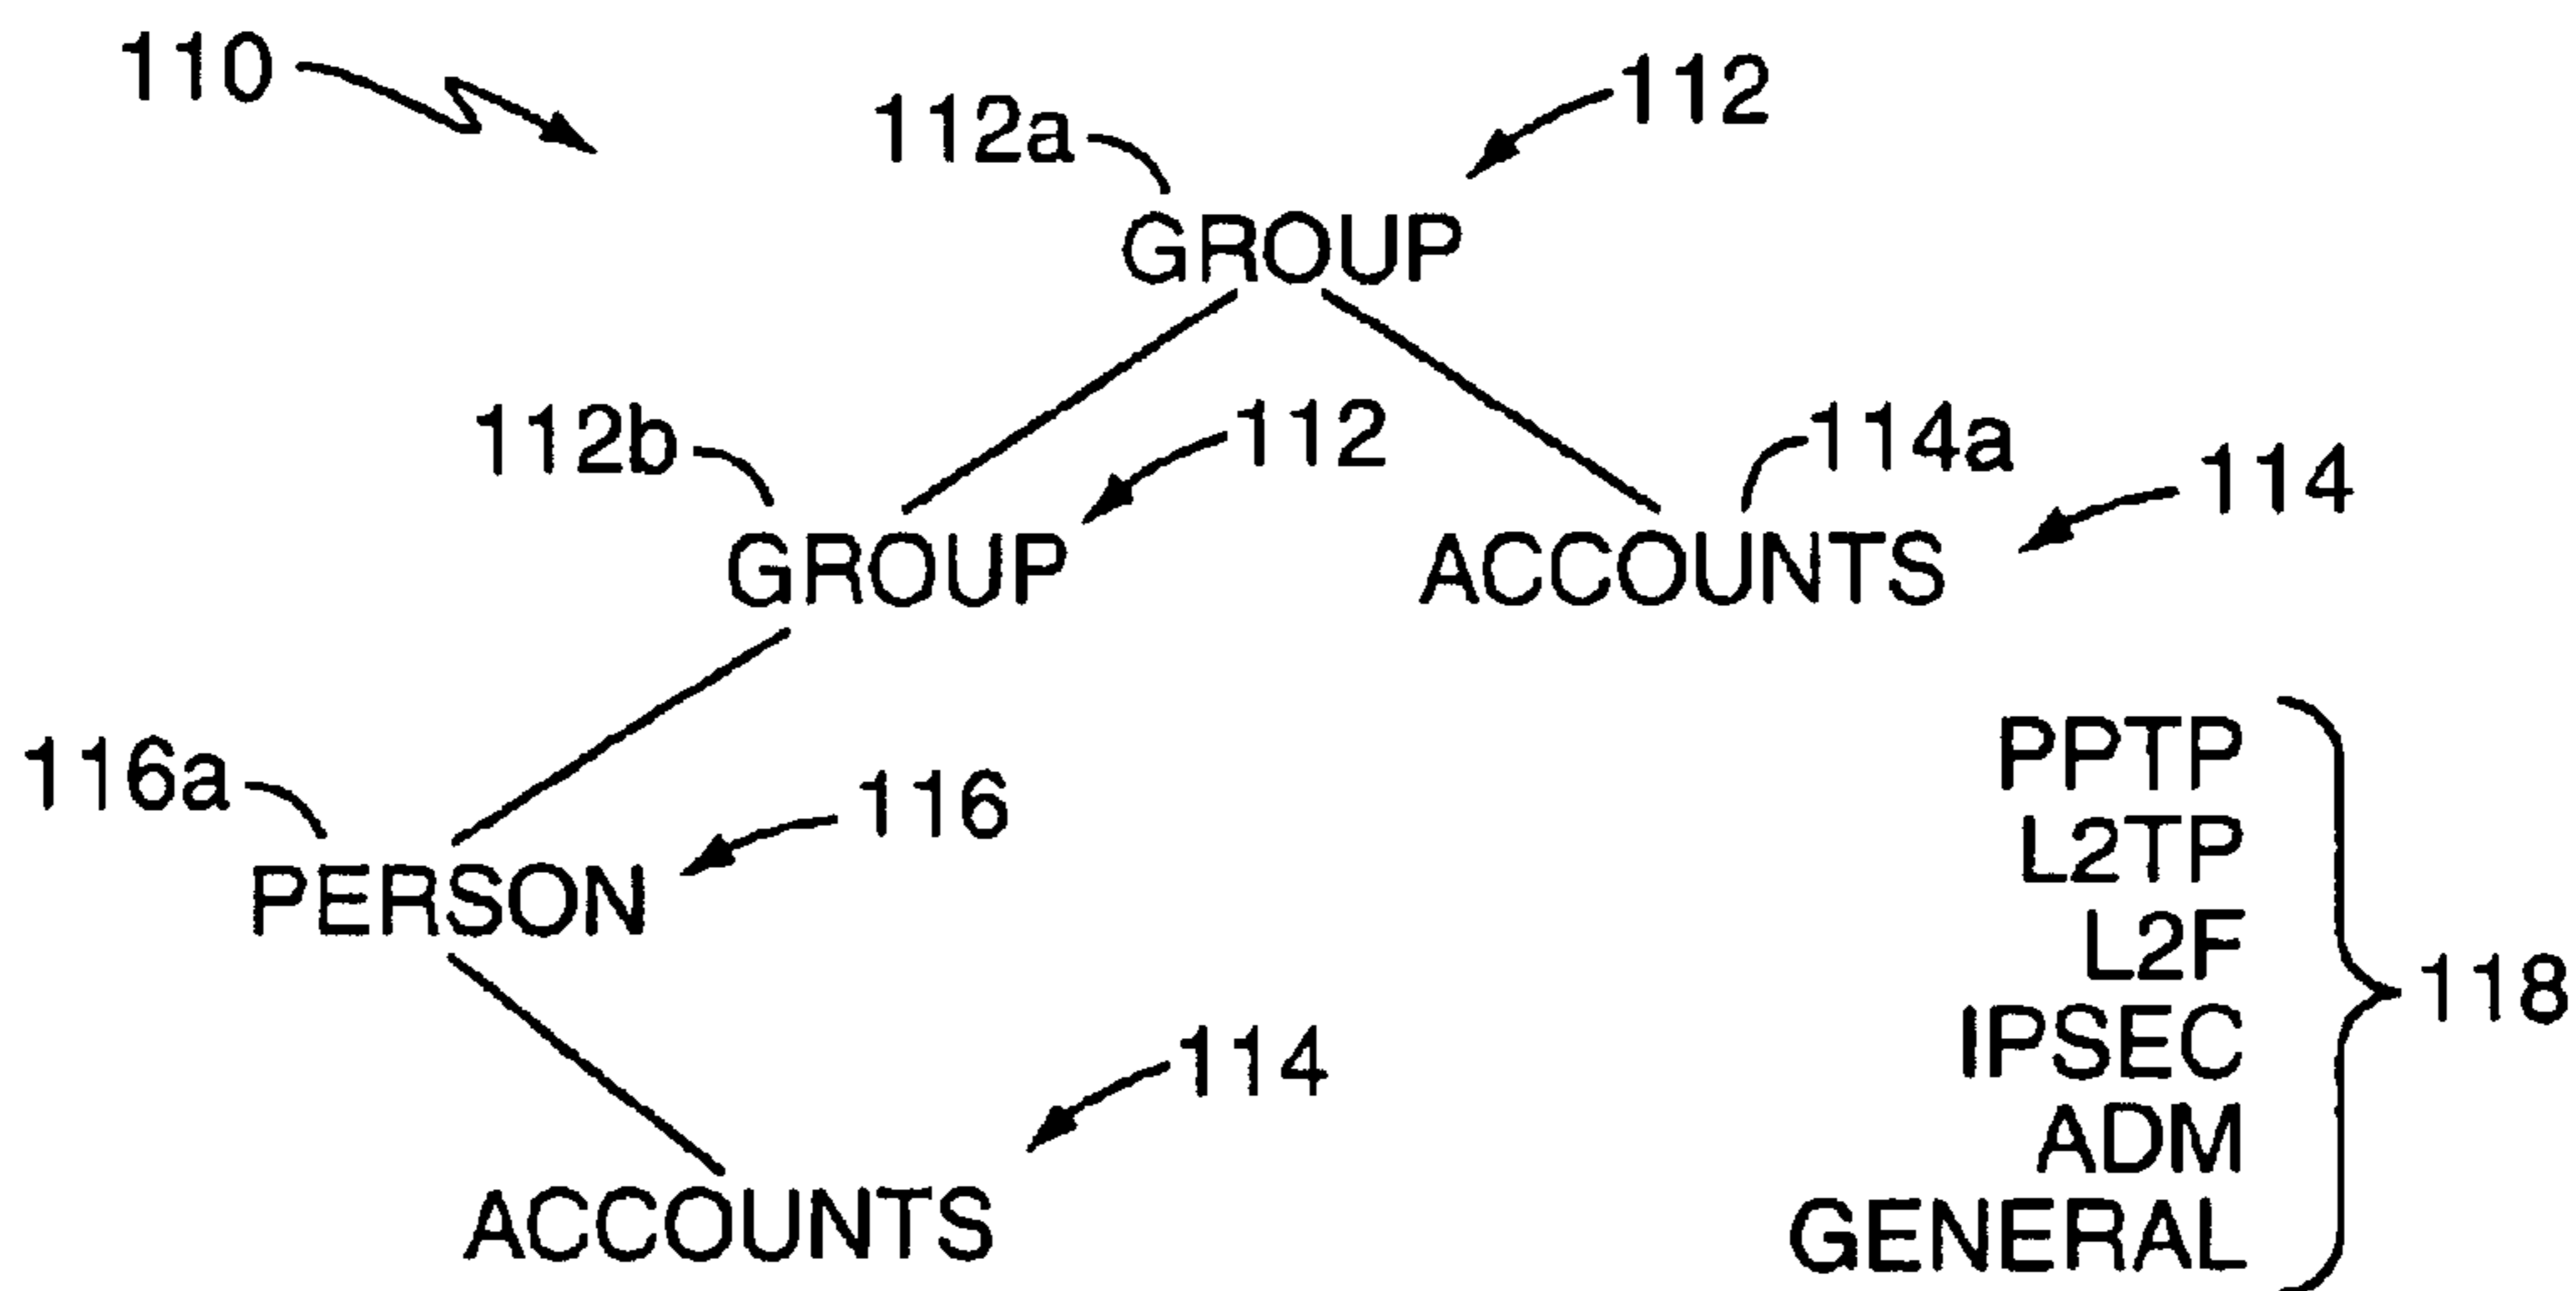 110
112
112a
GROUP
112b
112
114a
114
GROUP
ACCOUNTS
116a
116
PERSON
114
ACCOUNTS
PPTP
L2TP
L2F
IPSEC
ADM
GENERAL
118